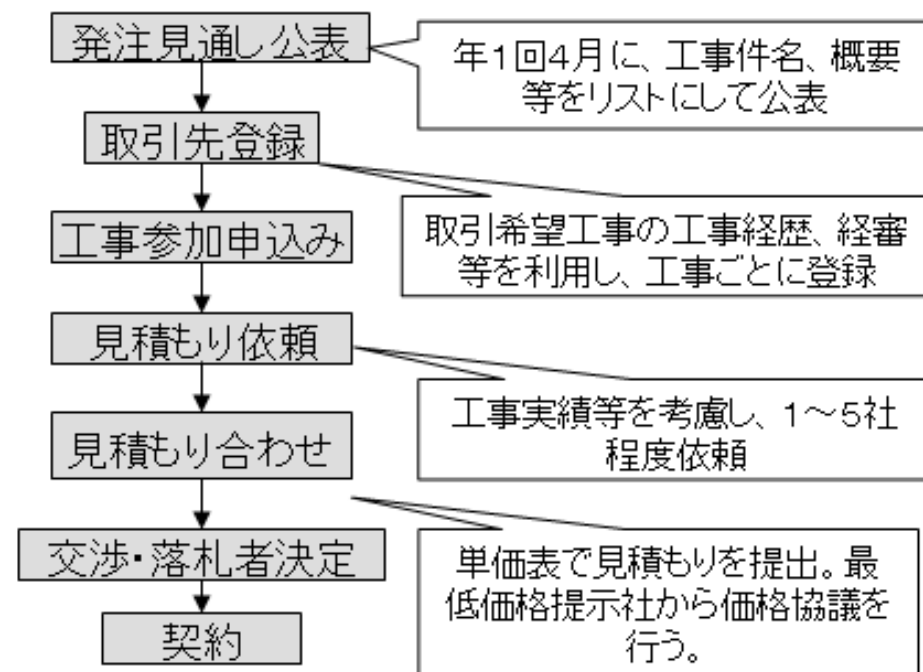 発注見通し公表
年1回4月に、工事件名、概要
等をリストにして公表
取引先登録
取引希望工事の工事経歴、経審
等を利用し、工事ごとに登録
工事参加申込み
見積もり依頼
工事実績等を考慮し、1～5社
程度依頼
見積もり合わせ
交渉・落札者決定
単価表で見積もりを提出。最
低価格提示社から価格協議を
行う。
契約